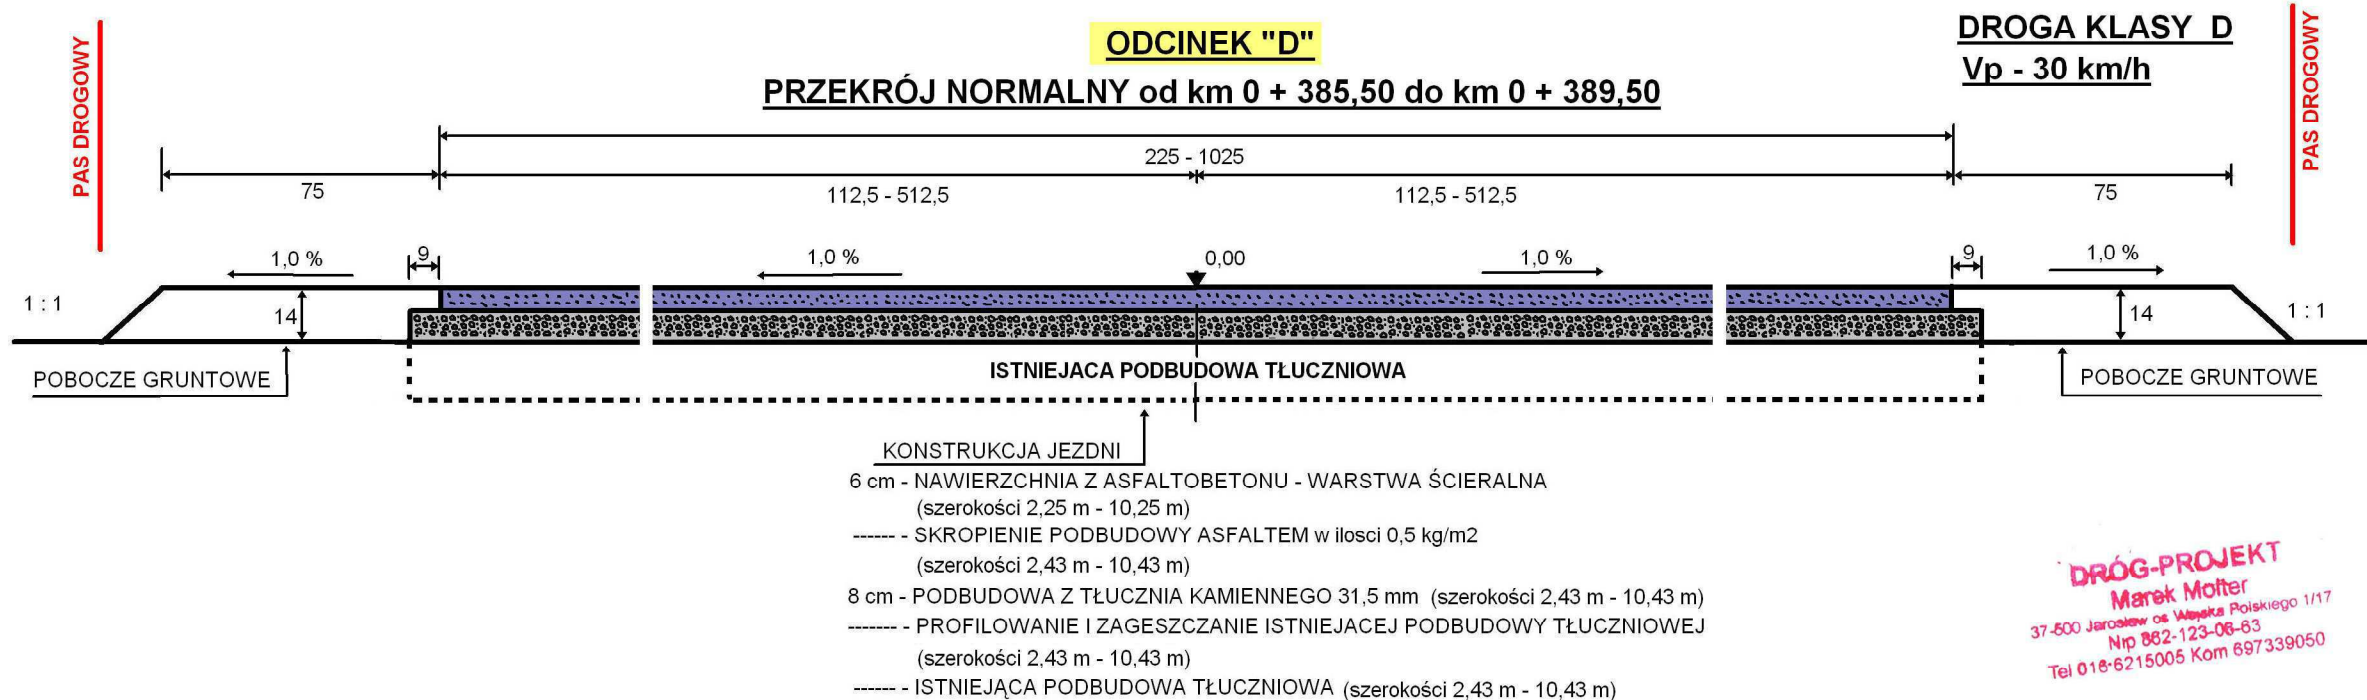 PAS DROGOWY
ODCINEK "D"
DROGA KLASY D
Vp - 30 km/h
PAS DROGOWY
PRZEKRÓJ NORMALNY od km 0 + 385,50 do km 0 + 389,50
225 - 1025
75
112,5 - 512,5
112,5 - 512,5
75
1,0 %
9
1,0 %
0,00
1,0 %
9
1,0 %
1 : 1
14
14
1 : 1
POBOCZE GRUNTOWE
ISTNIEJACA PODBUDOWA TŁUCZNIOWA
POBOCZE GRUNTOWE
KONSTRUKCJA JEZDNI
6 cm - NAWIERZCHNIA Z ASFALTOBETONU - WARSTWA ŚCIERALNA
(szerokości 2,25 m - 10,25 m)
------ - SKROPIENIE PODBUDOWY ASFALTEM w ilosci 0,5 kg/m2
(szerokości 2,43 m - 10,43 m)
8 cm - PODBUDOWA Z TŁUCZNIA KAMIENNEGO 31,5 mm (szerokości 2,43 m - 10,43 m)
------- - PROFILOWANIE I ZAGESZCZANIE ISTNIEJACEJ PODBUDOWY TŁUCZNIOWEJ
(szerokości 2,43 m - 10,43 m)
------ - ISTNIEJĄCA PODBUDOWA TŁUCZNIOWA (szerokości 2,43 m - 10,43 m)
DRÓG-PROJEKT
Marek Molter
37-500 Jarosław os Wojska Polskiego 1/17
Nip
Tel 016-6215005 Kom 697339050